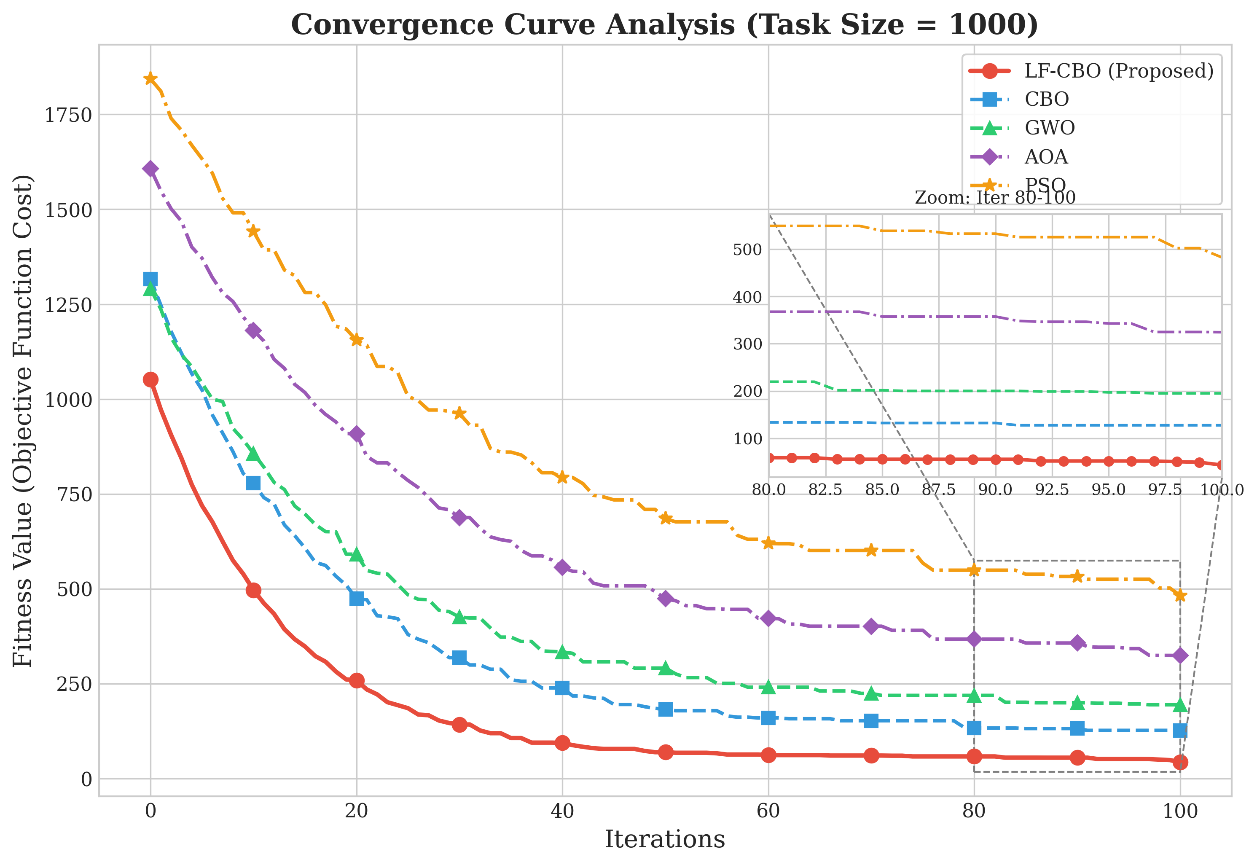 Convergence Curve Analysis (Task Size = 1000)
Fitness Value (Objective Function Cost)
1750
1500
1250
1000
750
500
250
0
LF-CBO (Proposed)
CBO
GWO
AOA
PSO
Zoom: Iter 80-100
500
400
300
200
100
80.0 82.5 85.0 87.5 90.0 92.5 95.0 97.5 100.0
0 20 40 60 80 100
Iterations